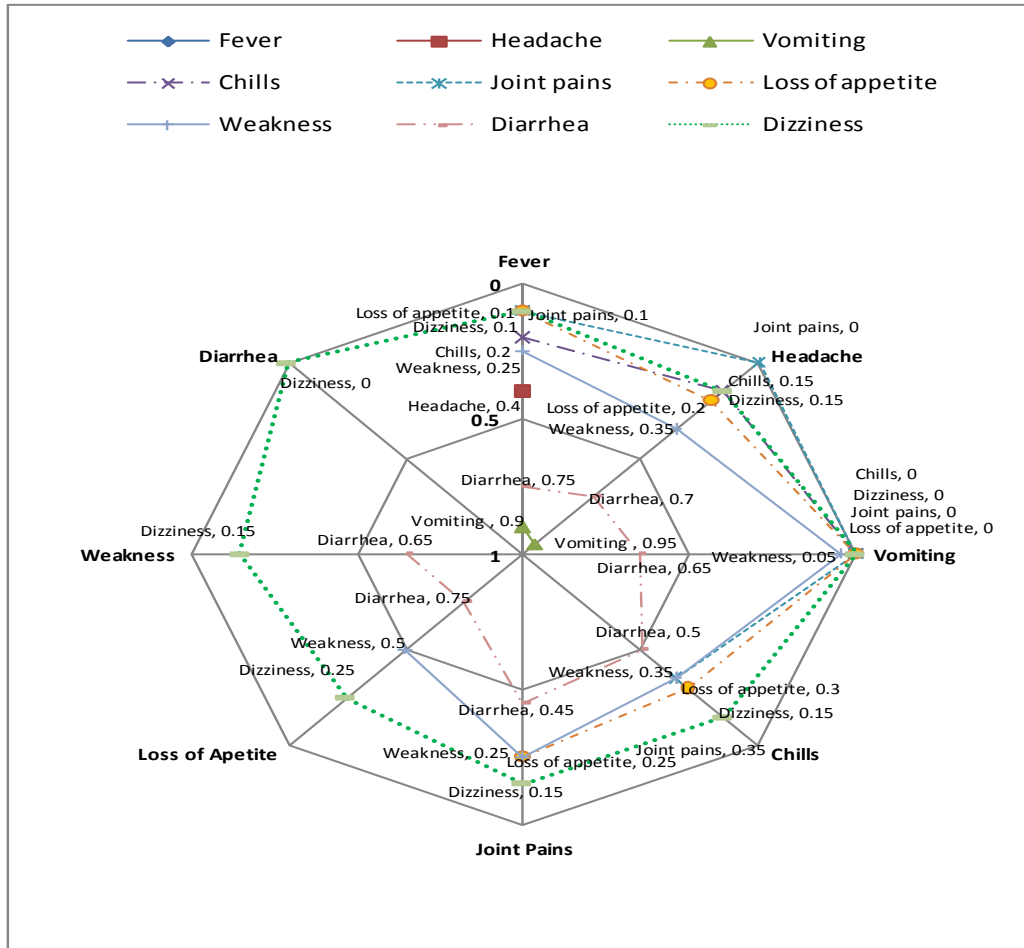 Fever Headache Vomiting
Chills Joint pains Loss of appetite
Weakness Diarrhea Dizziness
Fever
0
Loss of appetite, 0.1 Joint pains, 0.1
Dizziness, 0.1 Joint pains, 0
Chills, 0.2
Diarrhea Headache
Weakness, 0.25
Dizziness, 0 Chills, 0.15
Dizziness, 0.15
Headache, 0.4 Loss of appetite, 0.2
0.5 Weakness, 0.35
Chills, 0
Diarrhea, 0.75
Dizziness, 0
Diarrhea, 0.7
Joint pains, 0
Vomiting , 0.9
Loss of appetite, 0
Dizziness, 0.15
Diarrhea, 0.65 Vomiting , 0.95
Weakness 1 Weakness, 0.05 Vomiting
Diarrhea, 0.65
Diarrhea, 0.75
Diarrhea, 0.5
Weakness, 0.5
Dizziness, 0.25 Weakness, 0.35
Loss of appetite, 0.3
Diarrhea, 0.45 Dizziness, 0.15
Loss of Apetite Weakness, 0.25 Joint pains, 0.35 Chills
Loss of appetite, 0.25
Dizziness, 0.15
Joint Pains